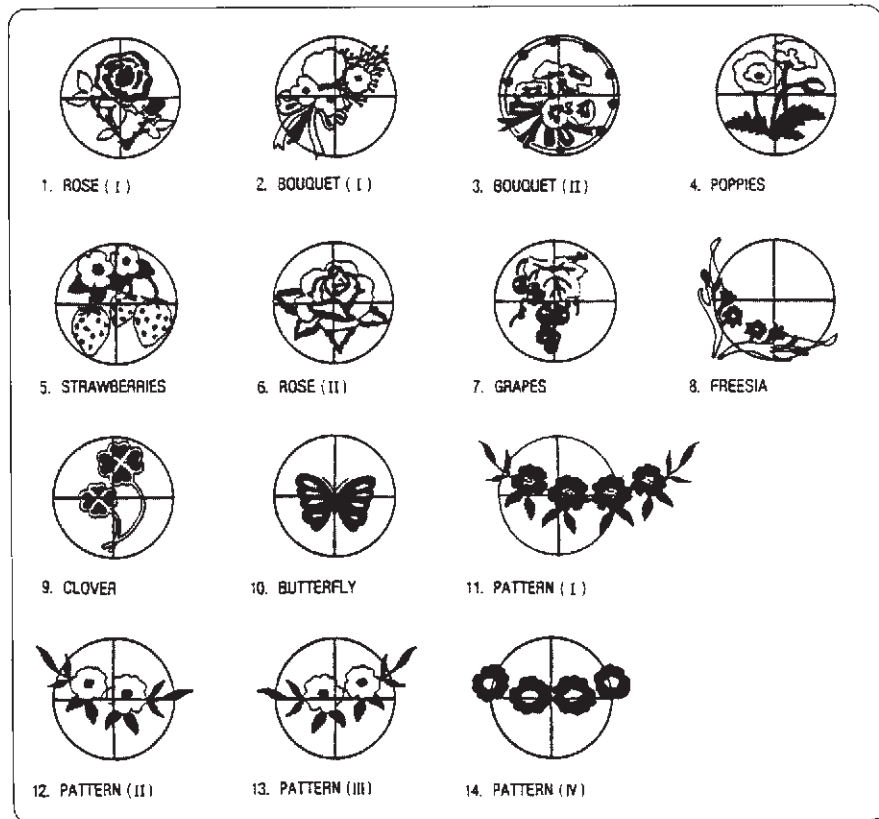 1. ROSE (I)
2. BOUQUET (I)
3. BOUQUET (II)
4. POPPIES
5. STRAWBERRIES
6. ROSE (II)
7. GRAPES
8. FREESIA
9. CLOVER
10. BUTTERFLY
11. PATTERN (I)
12. PATTERN (II)
13. PATTERN (III)
14. PATTERN (IV)